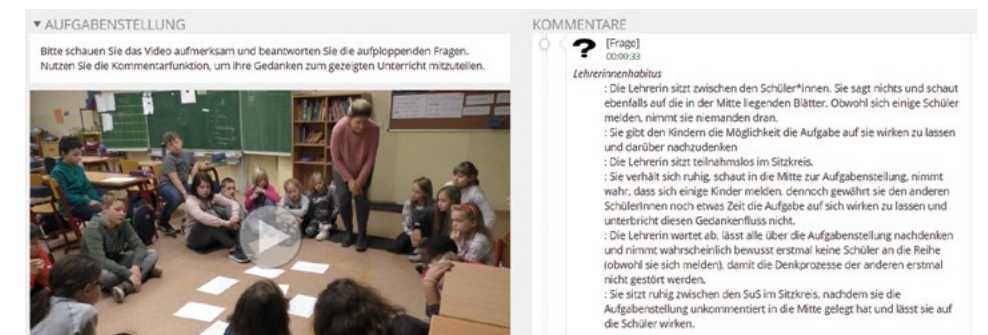 ▼ AUFGABENSTELLUNG
Bitte schauen Sie das Video aufmerksam und beantworten Sie die aufploppenden Fragen.
Nutzen Sie die Kommentarfunktion, um ihre Gedanken zum gezeigten Unterricht mitzuteilen.
KOMMENTARE
? [Frage]
00:00:33
Lehrerinnenhabitus
: Die Lehrerin sitzt zwischen den Schüler*innen. Sie sagt nichts und schaut
ebenfalls auf die in der Mitte liegenden Blätter. Obwohl sich einige Schüler
melden, nimmt sie niemanden dran.
: Sie gibt den Kindern die Möglichkeit die Aufgabe auf sie wirken zu lassen
und darüber nachzudenken
: Die Lehrerin sitzt teilnahmslos im Sitzkreis.
: Sie verhält sich ruhig, schaut in die Mitte zur Aufgabenstellung, nimmt
wahr, dass sich einige Kinder melden, dennoch gewährt sie den anderen
SchülerInnen noch etwas Zeit die Aufgabe auf sich wirken zu lassen und
unterbricht diesen Gedankenfluss nicht.
: Die Lehrerin wartet ab, lässt alle über die Aufgabenstellung nachdenken
und nimmt wahrscheinlich bewusst erstmal keine Schüler an die Reihe
(obwohl sie sich melden), damit die Denkprozesse der anderen erstmal
nicht gestört werden.
: Sie sitzt ruhig zwischen den SuS im Sitzkreis, nachdem sie die
Aufgabenstellung unkommentiert in die Mitte gelegt hat und lässt sie auf
die Schüler wirken.